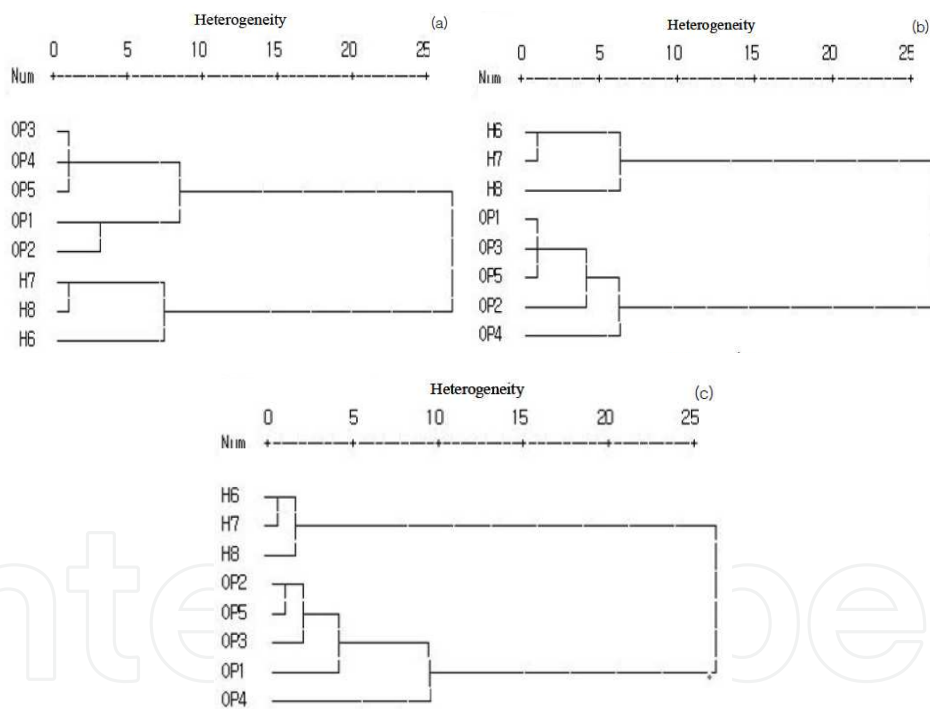 Heterogeneity (a)
0 5 10 15 20 25
Num
OP3
OP4
OP5
OP1
OP2
H7
H8
H6
Heterogeneity (b)
0 5 10 15 20 25
Num
H6
H7
H8
OP1
OP3
OP5
OP2
OP4
Heterogeneity (c)
0 5 10 15 20 25
Num
H6
H7
H8
OP2
OP5
OP3
OP1
OP4